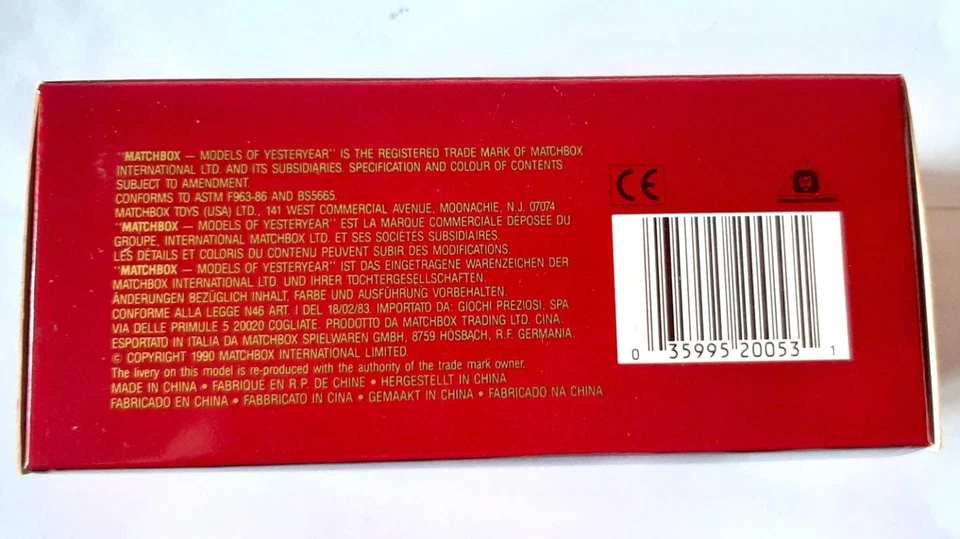 "MATCHBOX — MODELS OF YESTERYEAR" IS THE REGISTERED TRADE MARK OF MATCHBOX
INTERNATIONAL LTD. AND ITS SUBSIDIARIES. SPECIFICATION AND COLOUR OF CONTENTS
SUBJECT TO AMENDMENT.
CONFORMS TO ASTM F963-86 AND BS5665.
MATCHBOX TOYS (USA) LTD., 141 WEST COMMERCIAL AVENUE, MOONACHIE, N.J. 07074
"MATCHBOX — MODELS OF YESTERYEAR" EST LA MARQUE COMMERCIALE DÉPOSÉE DU
GROUPE, INTERNATIONAL MATCHBOX LTD. ET SES SOCIÉTÉS SUBSIDIAIRES.
LES DÉTAILS ET COLORIS DU CONTENU PEUVENT SUBIR DES MODIFICATIONS.
"MATCHBOX — MODELS OF YESTERYEAR" IST DAS EINGETRAGENE WARENZEICHEN DER
MATCHBOX INTERNATIONAL LTD. UND IHRER TOCHTERGESELLSCHAFTEN.
ÄNDERUNGEN BEZÜGLICH INHALT, FARBE UND AUSFÜHRUNG VORBEHALTEN.
CONFORME ALLA LEGGE N46 ART. I DEL 18/02/83. IMPORTATO DA: GIOCHI PREZIOSI, SPA
VIA DELLE PRIMULE 5 20020 COGLIATE. PRODOTTO DA MATCHBOX TRADING LTD. CINA.
ESPORTATO IN ITALIA DA MATCHBOX SPIELWAREN GMBH, 8759 HÖSBACH, R.F. GERMANIA.
© COPYRIGHT 1990 MATCHBOX INTERNATIONAL LIMITED.
The livery on this model is re-produced with the authority of the trade mark owner.
MADE IN CHINA • FABRIQUÉ EN R.P. DE CHINE • HERGESTELLT IN CHINA
FABRICADO EN CHINA • FABBRICATO IN CINA • GEMAAKT IN CHINA • FABRICADO NA CHINA
CE
0 35995 20053 1